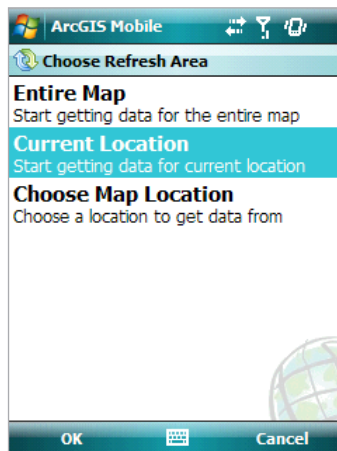 ArcGIS Mobile
Choose Refresh Area
Entire Map
Start getting data for the entire map
Current Location
Start getting data for current location
Choose Map Location
Choose a location to get data from
OK
Cancel